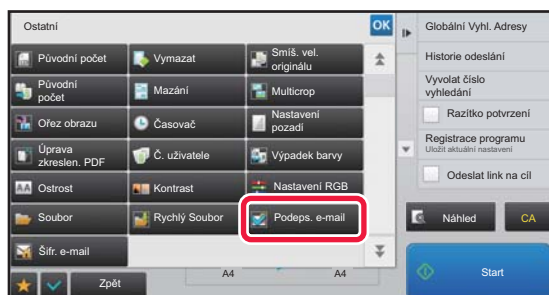 Ostatní
OK
Původní počet
Vymazat
Smíš. vel.
originálu
Původní
počet
Mazání
Multicrop
Ořez obrazu
Časovač
Nastavení
pozadí
Úprava
zkreslen. PDF
Č. uživatele
Výpadek barvy
AA
Ostrost
Kontrast
Nastavení RGB
Soubor
Rychlý Soubor
Podeps. e-mail
Šifr. e-mail
Zpět
A4
A4
Globální Vyhl. Adresy
Historie odeslání
Vyvolat číslo
vyhledání
Razítko potvrzení
Registrace programu
Uložit aktuální nastavení
Odeslat link na cíl
Náhled
CA
Start